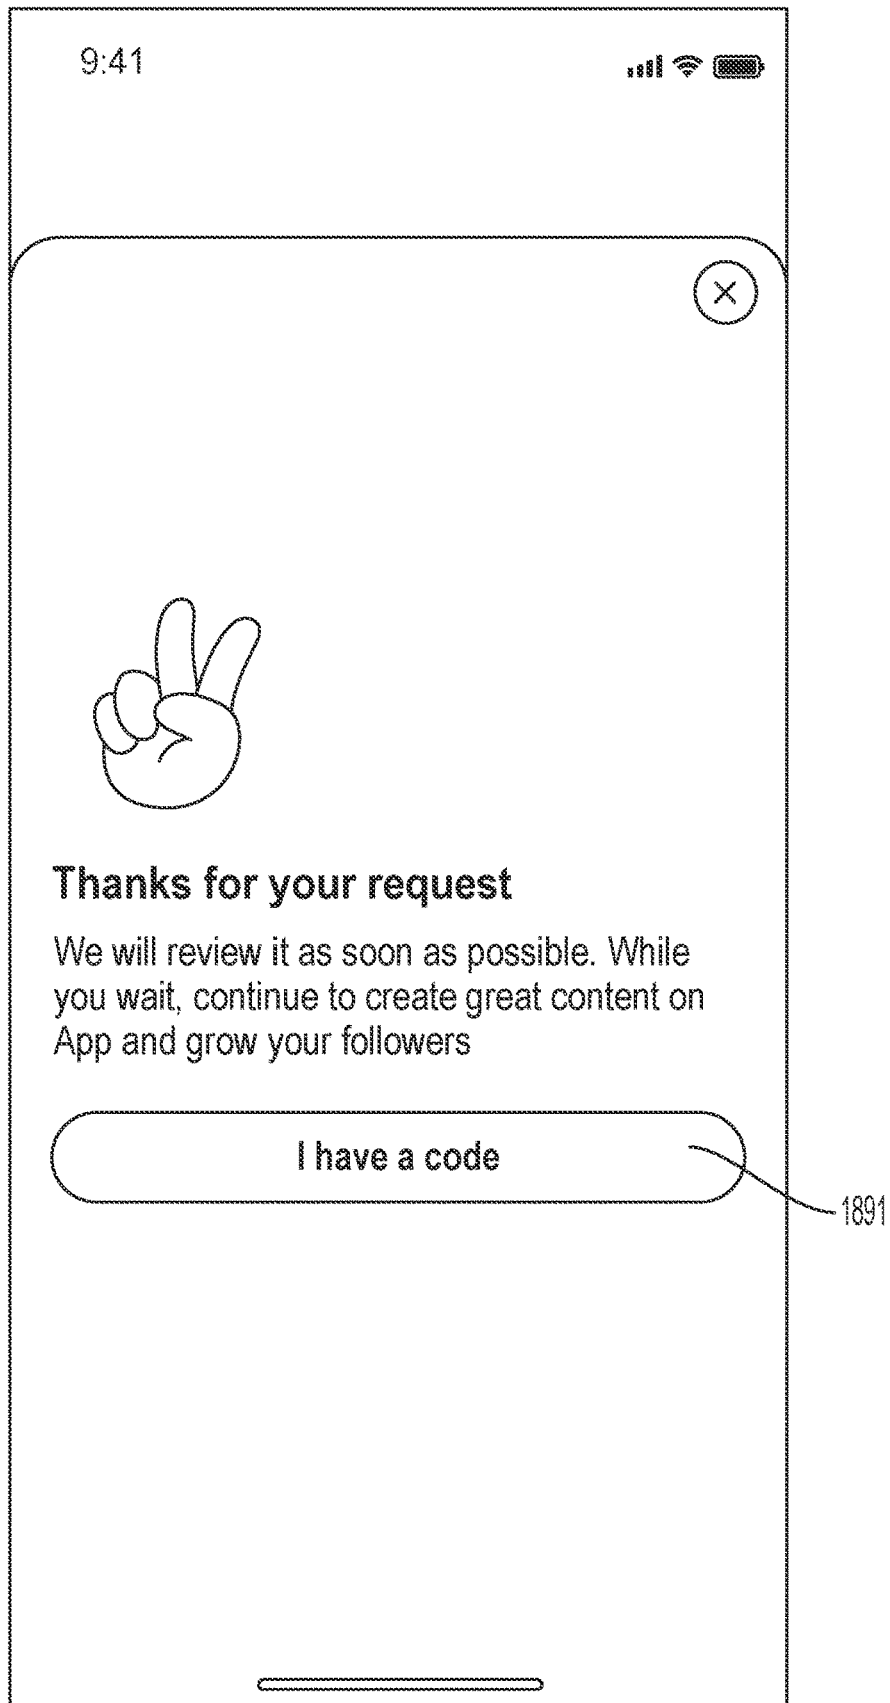 9:41
Thanks for your request
We will review it as soon as possible. While
you wait, continue to create great content on
App and grow your followers
I have a code
1891